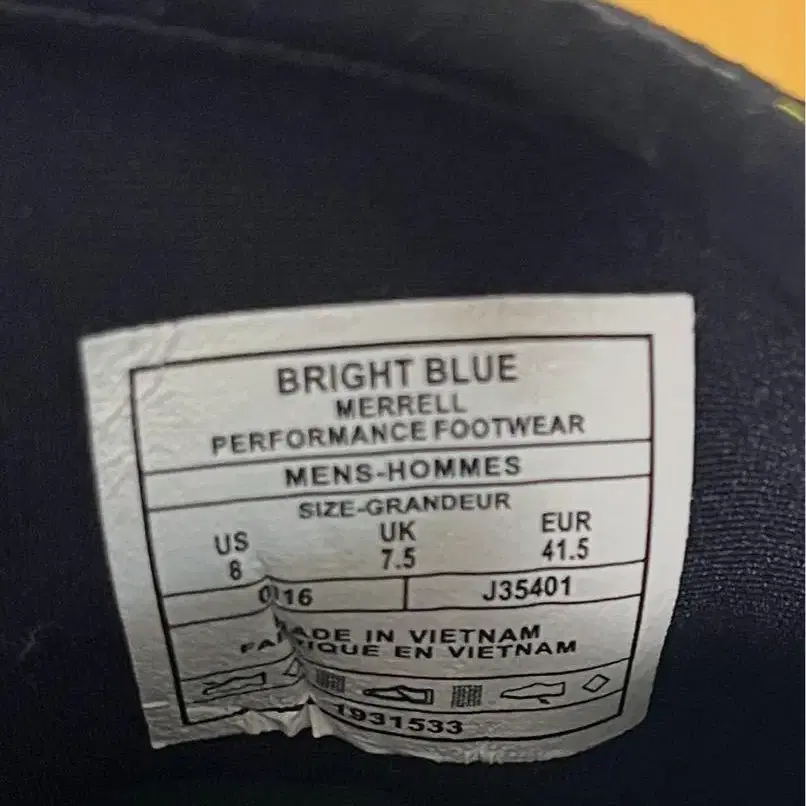 BRIGHT BLUE
MERRELL
PERFORMANCE FOOTWEAR
MENS-HOMMES
SIZE-GRANDEUR
US UK EUR
8 7.5 41.5
J35401
MADE IN VIETNAM
EN VIETNAM
1931533